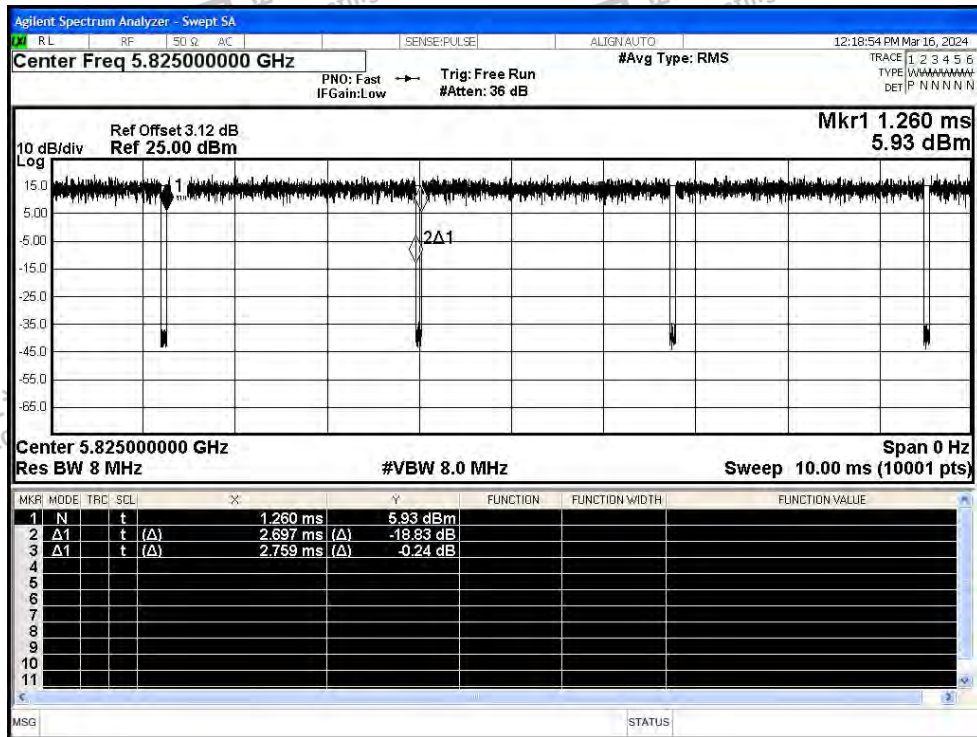 Agilent Spectrum Analyzer - Swept SA
LXI RL RF 50 Ω AC SENSE:PULSE ALIGN AUTO 12:18:54 PM Mar 16, 2024
Center Freq 5.825000000 GHz #Avg Type: RMS TRACE 1 2 3 4 5 6
PNO: Fast Trig: Free Run TYPE WWWWWW
IFGain:Low #Atten: 36 dB DET P N N N N N
Mkr1 1.260 ms
Ref Offset 3.12 dB
10 dB/div Ref 25.00 dBm 5.93 dBm
Log
15.0
1
5.00
2Δ1
-5.00
-15.0
-25.0
-35.0
-45.0
-55.0
-65.0
Center 5.825000000 GHz Span 0 Hz
Res BW 8 MHz #VBW 8.0 MHz Sweep 10.00 ms (10001 pts)
MKR MODE TRC SCL X Y FUNCTION FUNCTION WIDTH FUNCTION VALUE
1 N t 1.260 ms 5.93 dBm
2 Δ1 t (Δ) 2.697 ms (Δ) -18.83 dB
3 Δ1 t (Δ) 2.759 ms (Δ) -0.24 dB
4
5
6
7
8
9
10
11
MSG STATUS